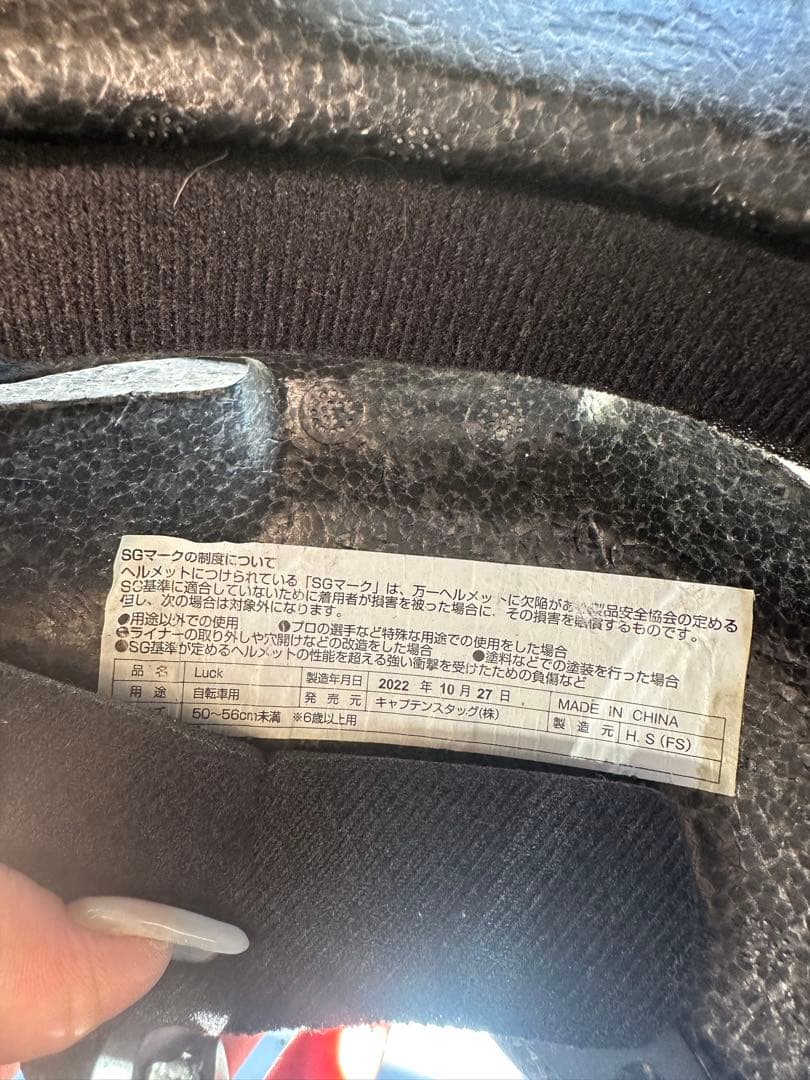 SGマークの制度について
ヘルメットにつけられている「SGマーク」は、万一ヘルメットに欠陥があ 製品安全協会の定める
SG基準に適合していないために着用者が損害を被った場合に、その損害を賠償するものです。
但し、次の場合は対象外になります。
●用途以外での使用 ●プロの選手など特殊な用途での使用をした場合
●ライナーの取り外しや穴開けなどの改造をした場合 ●塗料などでの塗装を行った場合
●SG基準が定めるヘルメットの性能を超える強い衝撃を受けたための負傷など
品名 Luck 製造年月日 2022 年 10 月 27 日 MADE IN CHINA
用途 自転車用 発売元 キャプテンスタッグ(株) 製造元 H.S(FS)
ズ 50～56cm未満 ※6歳以上用